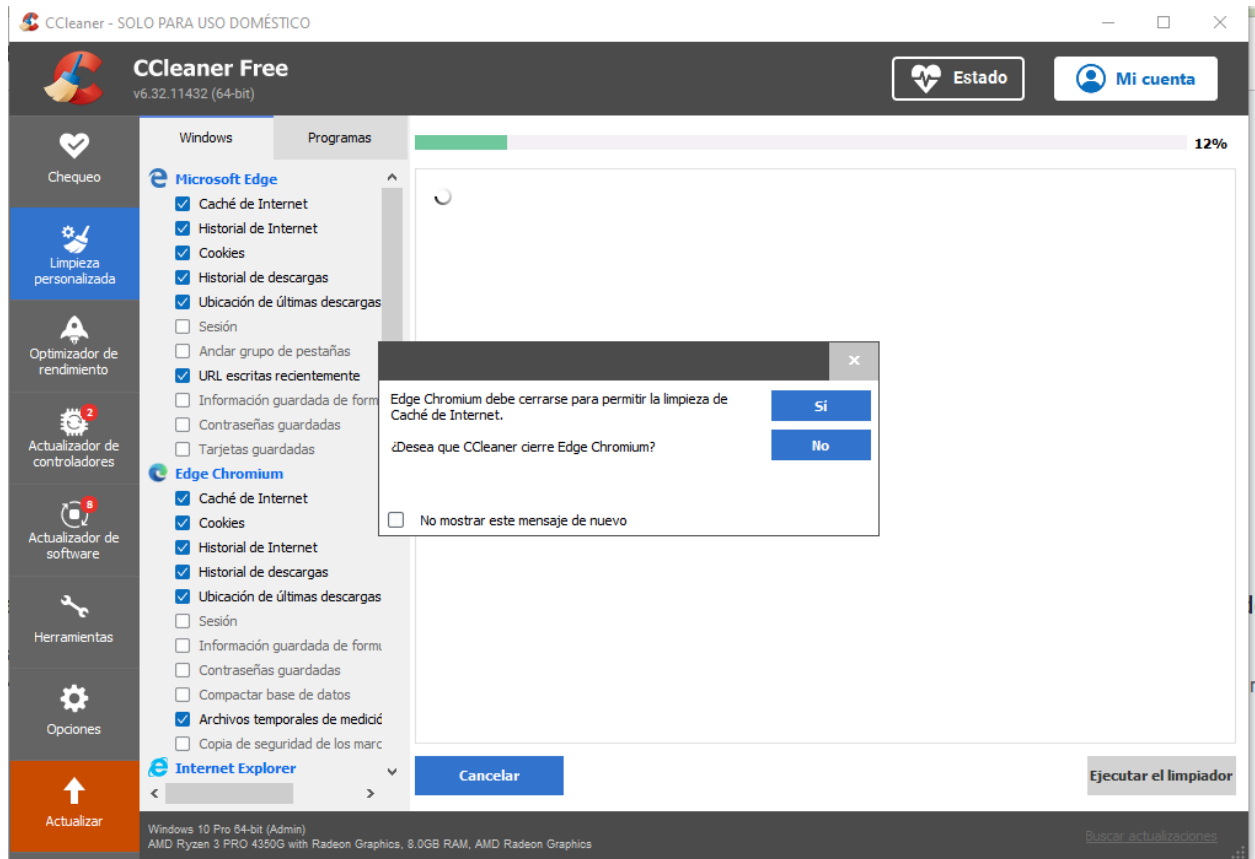 CCleaner - SOLO PARA USO DOMÉSTICO
CCleaner Free
v6.32.11432 (64-bit)
Estado
Mi cuenta
Chequeo
Limpieza
personalizada
Optimizador de
rendimiento
2
Actualizador de
controladores
8
Actualizador de
software
Herramientas
Opciones
Actualizar
Windows
Programas
Microsoft Edge
Caché de Internet
Historial de Internet
Cookies
Historial de descargas
Ubicación de últimas descargas
Sesión
Anclar grupo de pestañas
URL escritas recientemente
Información guardada de form
Contraseñas guardadas
Tarjetas guardadas
Edge Chromium
Caché de Internet
Cookies
Historial de Internet
Historial de descargas
Ubicación de últimas descargas
Sesión
Información guardada de formu
Contraseñas guardadas
Compactar base de datos
Archivos temporales de medició
Copia de seguridad de los marc
Internet Explorer
12%
Edge Chromium debe cerrarse para permitir la limpieza de
Caché de Internet.
¿Desea que CCleaner cierre Edge Chromium?
Sí
No
No mostrar este mensaje de nuevo
Cancelar
Ejecutar el limpiador
Windows 10 Pro 64-bit (Admin)
AMD Ryzen 3 PRO 4350G with Radeon Graphics, 8.0GB RAM, AMD Radeon Graphics
Buscar actualizaciones